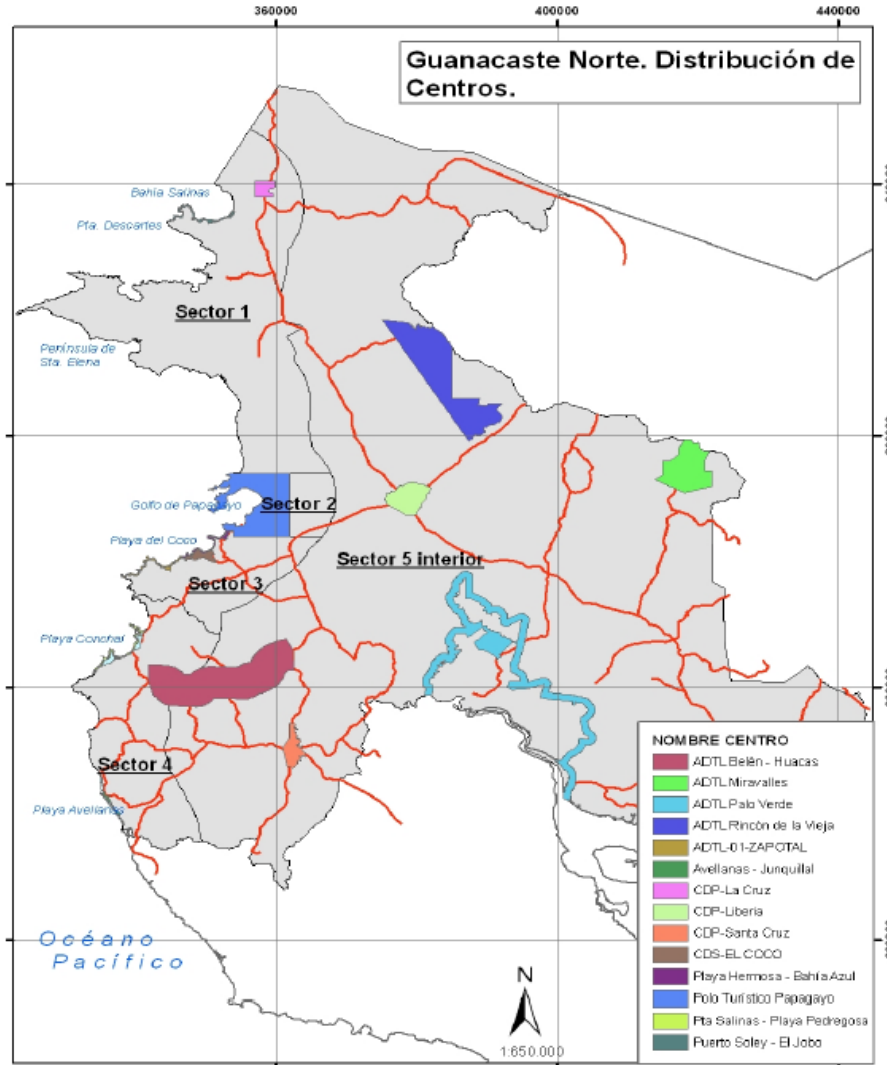 360000
400000
440000
Guanacaste Norte. Distribución de
Centros.
Bahía Salinas
Pta. Descartes
Sector 1
Península de
Sta. Elena
Golfo de Papagayo
Sector 2
Playa del Coco
Sector 3
Sector 5 interior
Playa Conchal
Sector 4
Playa Avellanas
Océano
Pacífico
N
1:650.000
NOMBRE CENTRO
ADTL Belén - Huacas
ADTL Miravalles
ADTL Palo Verde
ADTL Rincón de la Vieja
ADTL-01-ZAPOTAL
Avellanas - Junquillal
CDP-La Cruz
CDP-Liberia
CDP-Santa Cruz
CDS-EL COCO
Playa Hermosa - Bahía Azul
Polo Turístico Papagayo
Pta Salinas - Playa Pedregosa
Puerto Soley - El Jobo